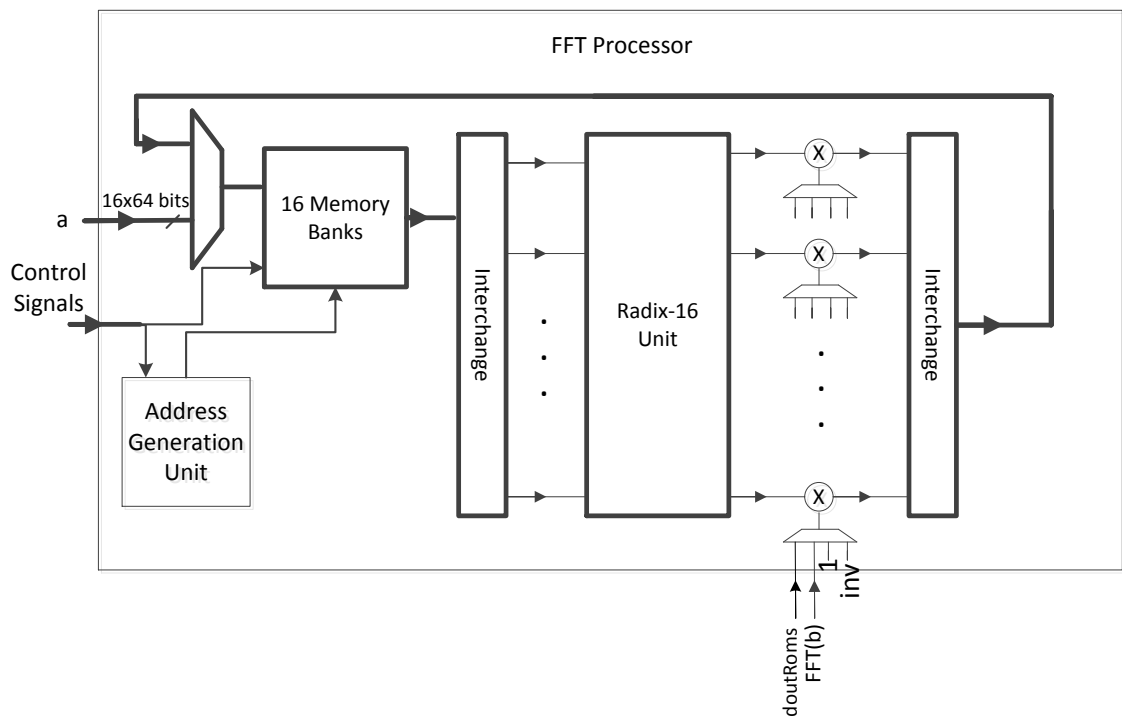 FFT Processor
16x64 bits
a
16 Memory
Banks
Control
Signals
Interchange
Radix-16
Unit
Interchange
X
X
X
Address
Generation
Unit
1
inv
doutRoms
FFT(b)